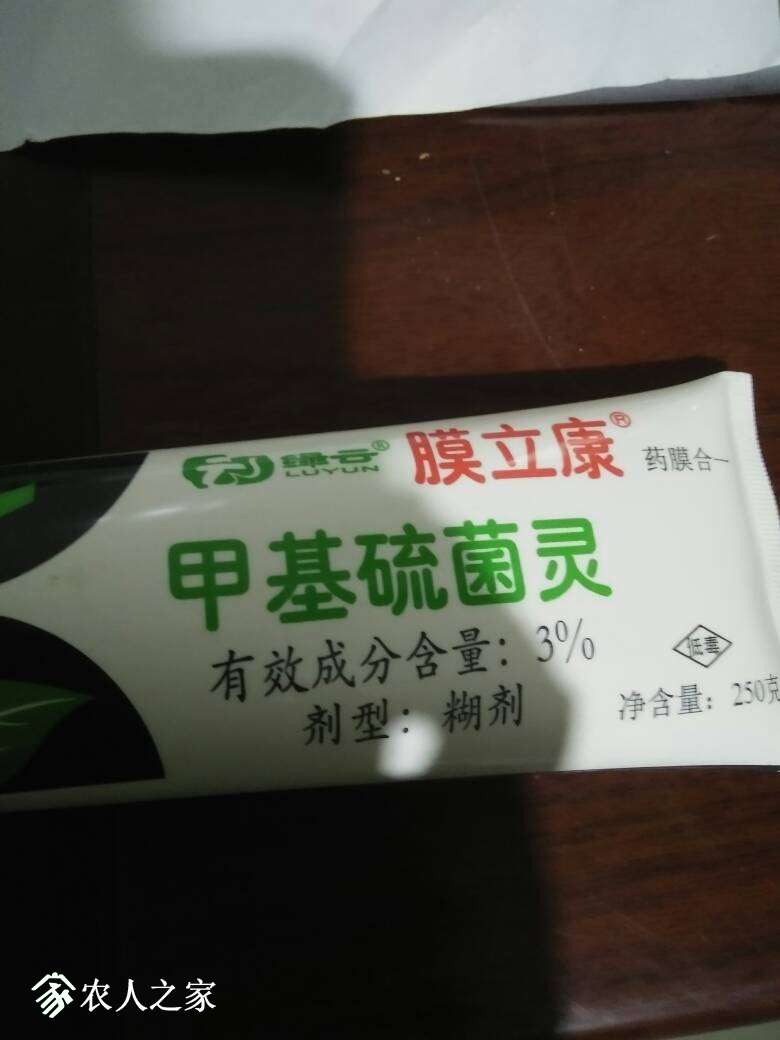 绿云® 膜立康® 药膜合一
LUYUN
甲基硫菌灵
有效成分含量：3%
低毒
剂型：糊剂
净含量：250克
农人之家